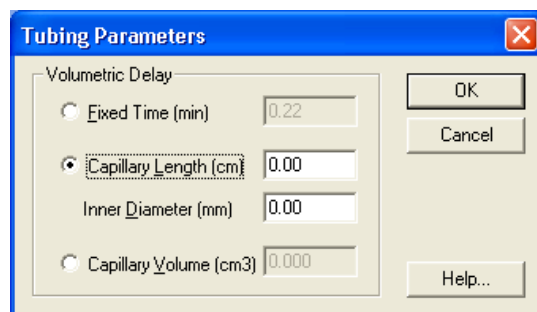 Tubing Parameters
Volumetric Delay
Fixed Time (min) 0.22
Capillary Length (cm) 0.00
Inner Diameter (mm) 0.00
Capillary Volume (cm3) 0.000
OK
Cancel
Help...